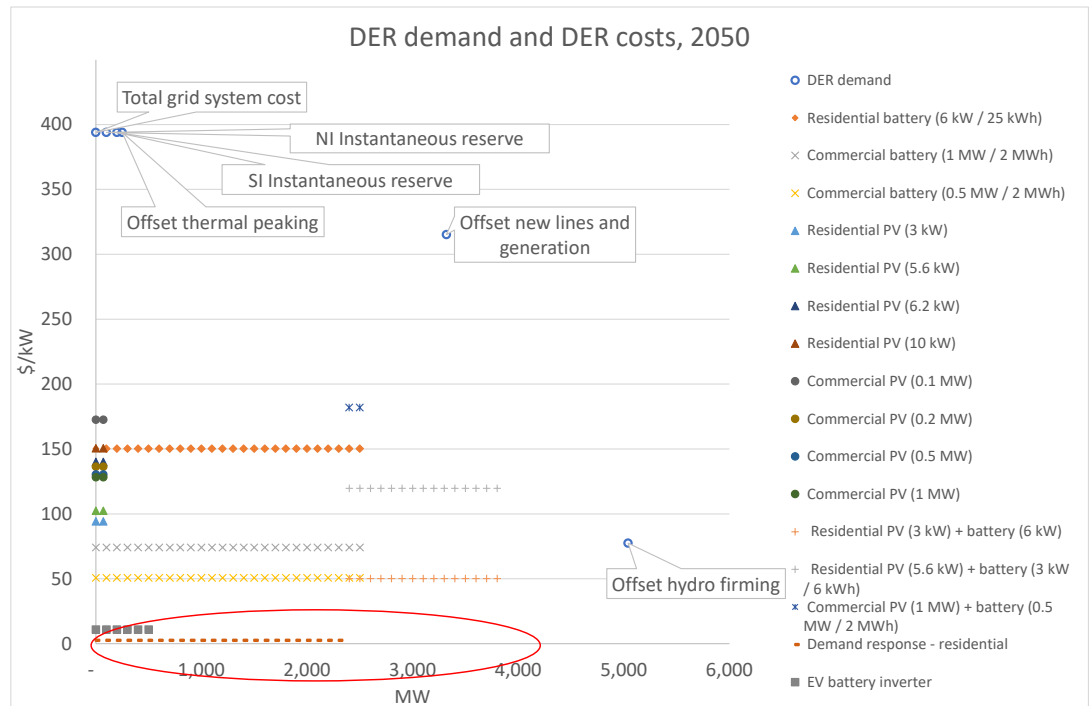 DER demand and DER costs, 2050
Total grid system cost
NI Instantaneous reserve
SI Instantaneous reserve
Offset thermal peaking
Offset new lines and
generation
Offset hydro firming
$/kW
400
350
300
250
200
150
100
50
0
-
1,000
2,000
3,000
4,000
5,000
6,000
MW
DER demand
Residential battery (6 kW / 25 kWh)
Commercial battery (1 MW / 2 MWh)
Commercial battery (0.5 MW / 2 MWh)
Residential PV (3 kW)
Residential PV (5.6 kW)
Residential PV (6.2 kW)
Residential PV (10 kW)
Commercial PV (0.1 MW)
Commercial PV (0.2 MW)
Commercial PV (0.5 MW)
Commercial PV (1 MW)
Residential PV (3 kW) + battery (6 kW)
Residential PV (5.6 kW) + battery (3 kW
/ 6 kWh)
Commercial PV (1 MW) + battery (0.5
MW / 2 MWh)
Demand response - residential
EV battery inverter